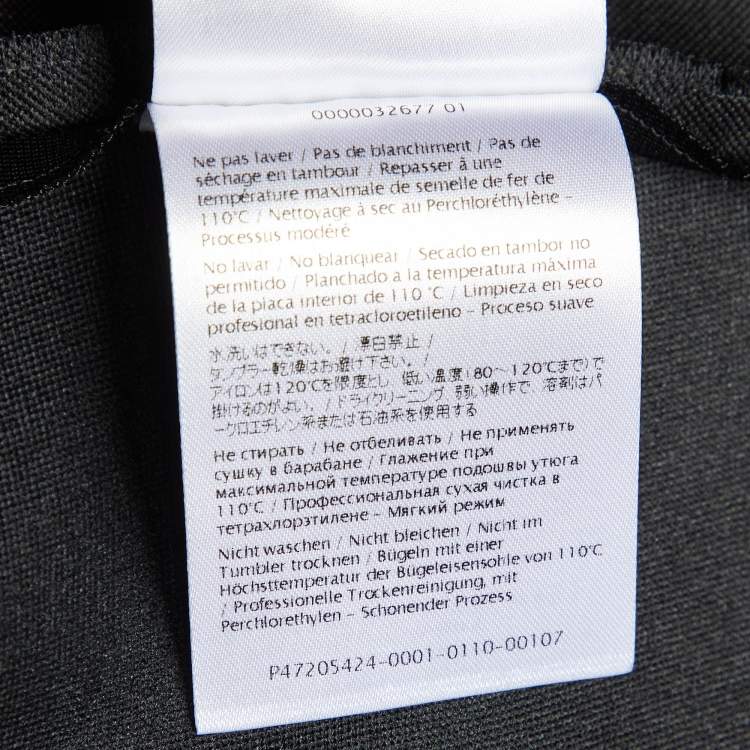 0000032677 01
Ne pas laver / Pas de blanchiment / Pas de
séchage en tambour / Repasser à une
température maximale de semelle de fer de
110°C / Nettoyage à sec au Perchloréthylène -
Processus modéré
No lavar / No blanquear / Secado en tambor no
permitido / Planchado a la temperatura máxima
de la placa interior de 110 °C / Limpieza en seco
profesional en tetracloroetileno - Proceso suave
水洗いはできない。 / 漂白禁止 /
タンブラー乾燥はお避け下さい。 /
アイロンは120℃を限度とし、低い温度(80～120℃まで)で
掛けるのがよい。 / ドライクリーニング 弱い操作で、溶剤はパ
ークロエチレン系または石油系を使用する
Не стирать / Не отбеливать / Не применять
сушку в барабане / Глажение при
максимальной температуре подошвы утюга
110°C / Профессиональная сухая чистка в
тетрахлорэтилене - Мягкий режим
Nicht waschen / Nicht bleichen / Nicht im
Tumbler trocknen / Bügeln mit einer
Höchsttemperatur der Bügeleisensohle von 110°C
/ Professionelle Trockenreinigung, mit
Perchlorethylen - Schonender Prozess
P47205424-0001-0110-00107